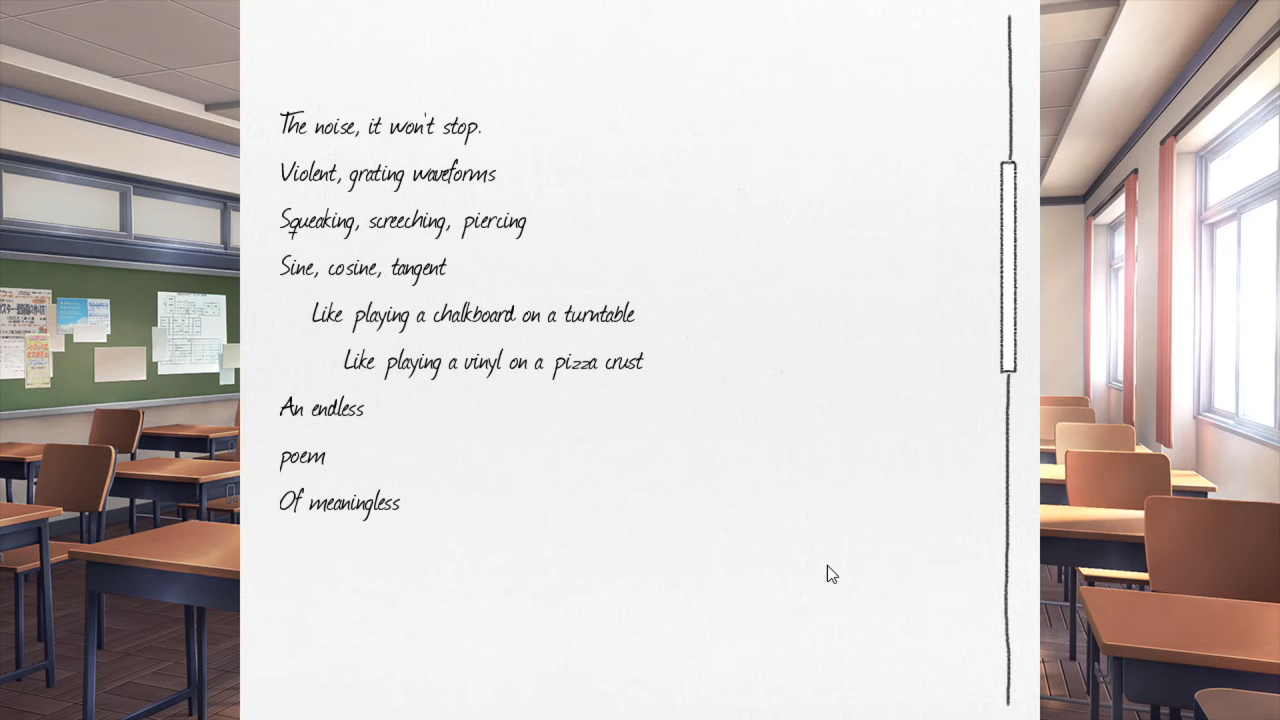 The noise, it won't stop.
Violent, grating waveforms
Squeaking, screeching, piercing
Sine, cosine, tangent
Like playing a chalkboard on a turntable
Like playing a vinyl on a pizza crust
An endless
poem
Of meaningless